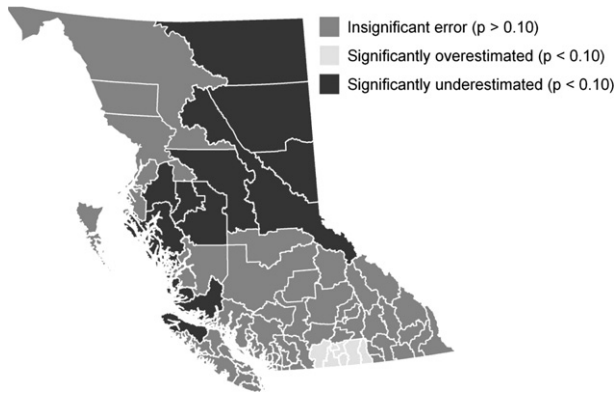 Insignificant error (p > 0.10)
Significantly overestimated (p < 0.10)
Significantly underestimated (p < 0.10)